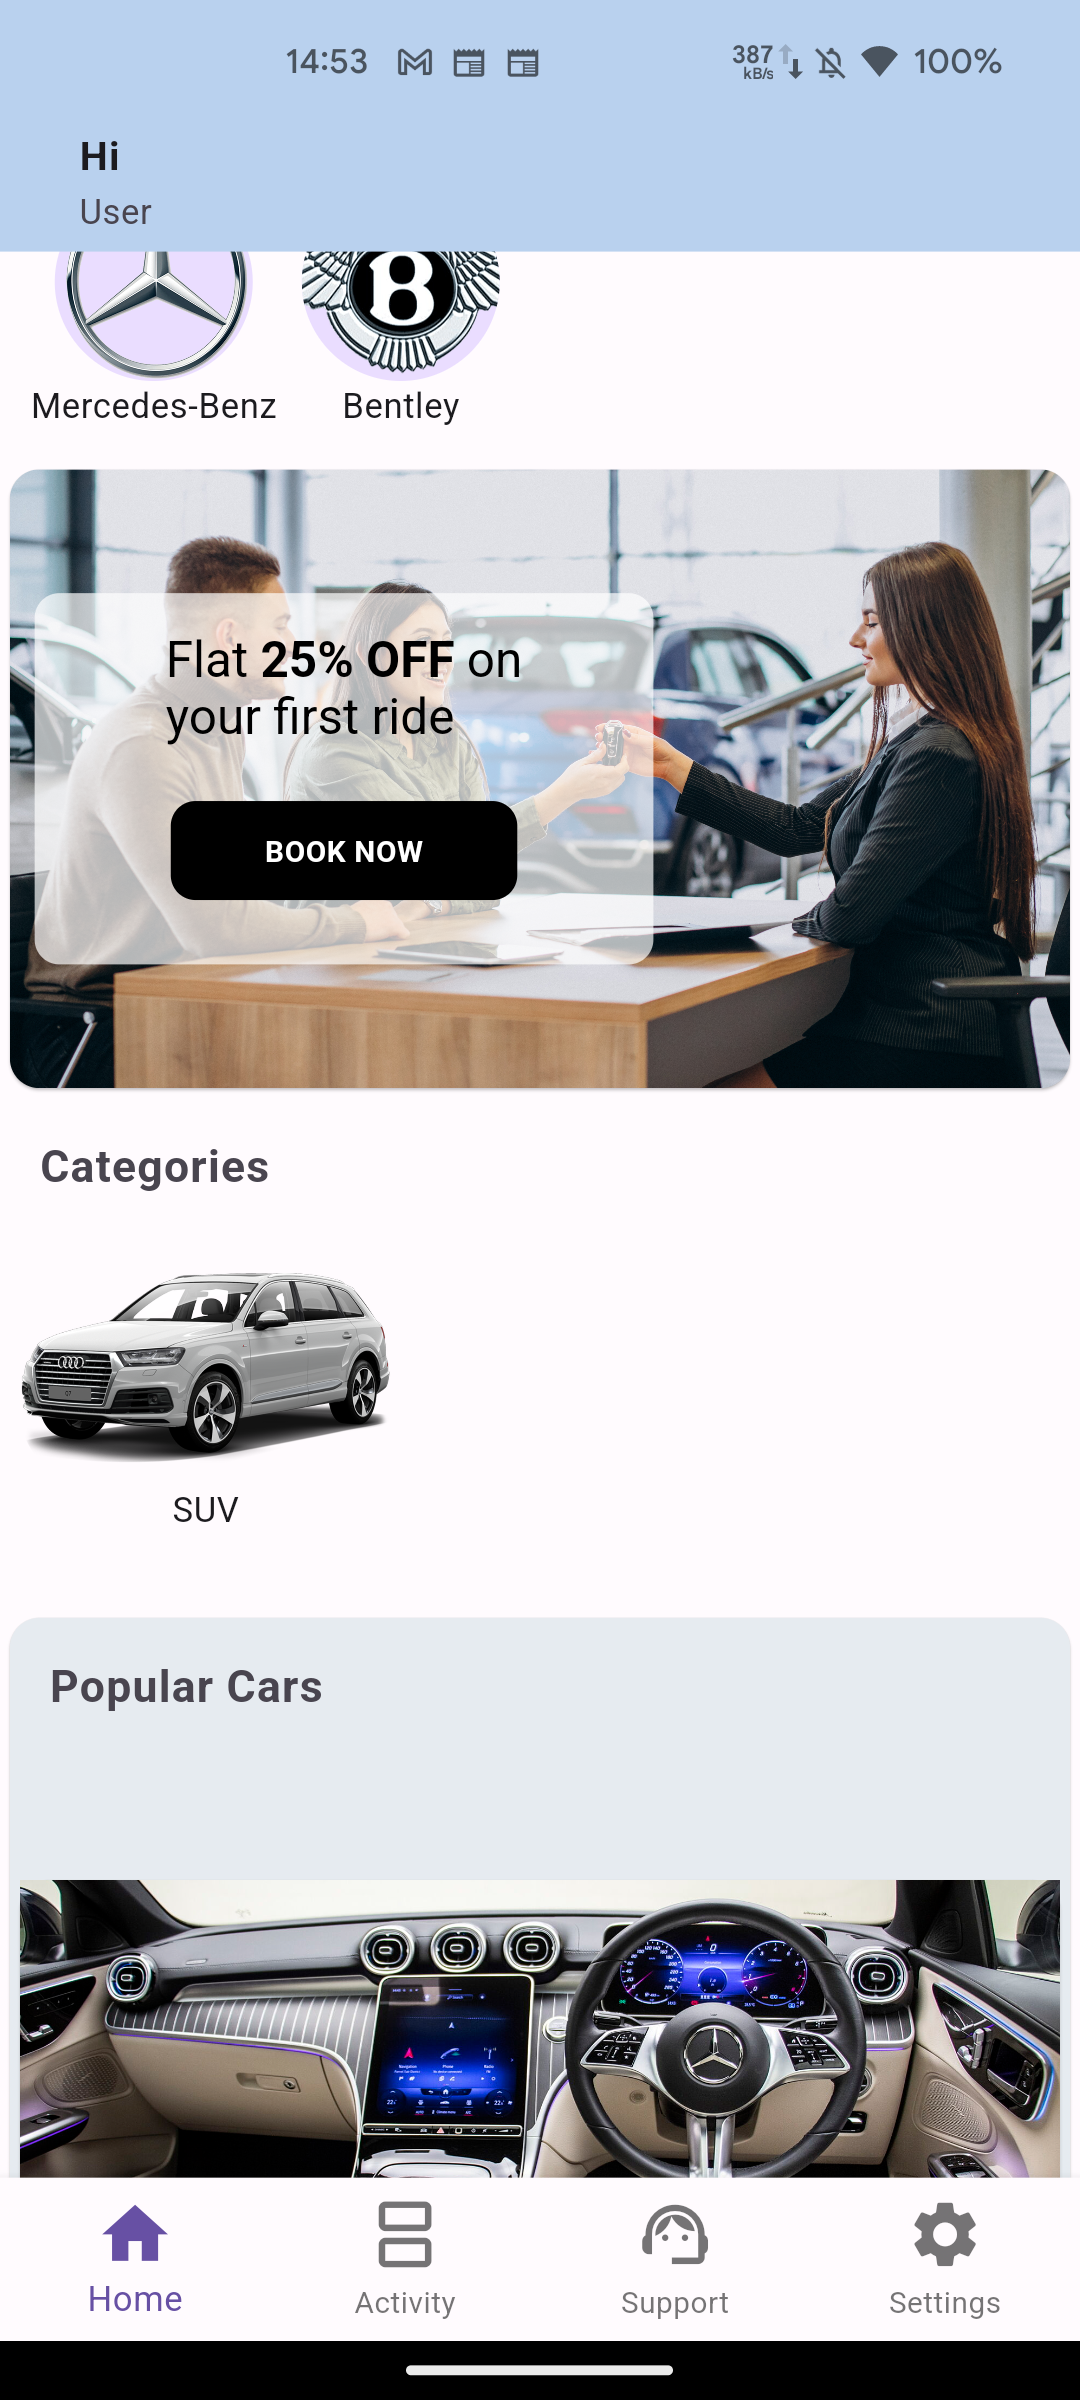 14:53
387
kB/s
100%
Hi
User
B
Mercedes-Benz
Bentley
Flat 25% OFF on
your first ride
BOOK NOW
Categories
SUV
Popular Cars
Home
Activity
Support
Settings